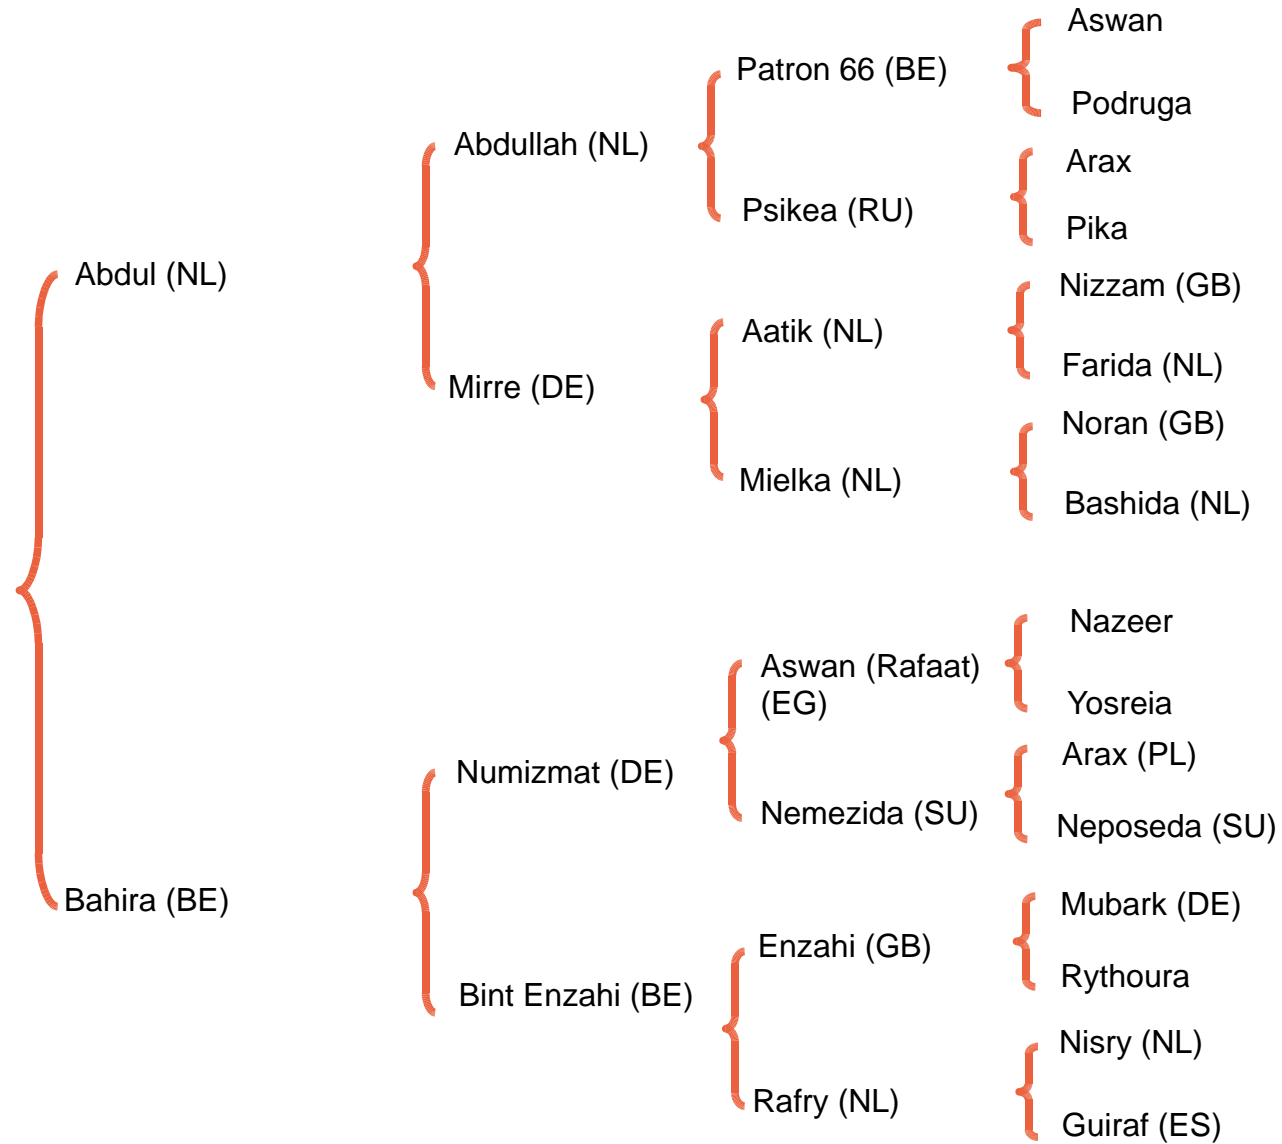 Aswan
Patron 66 (BE)
Podruga
Abdullah (NL)
Arax
Psikea (RU)
Pika
Abdul (NL)
Nizzam (GB)
Aatik (NL)
Farida (NL)
Mirre (DE)
Noran (GB)
Mielka (NL)
Bashida (NL)
Nazeer
Aswan (Rafaat)
(EG)
Yosreia
Numizmat (DE)
Arax (PL)
Nemezida (SU)
Neposeda (SU)
Bahira (BE)
Mubark (DE)
Enzahi (GB)
Rythoura
Bint Enzahi (BE)
Nisry (NL)
Rafry (NL)
Guiraf (ES)